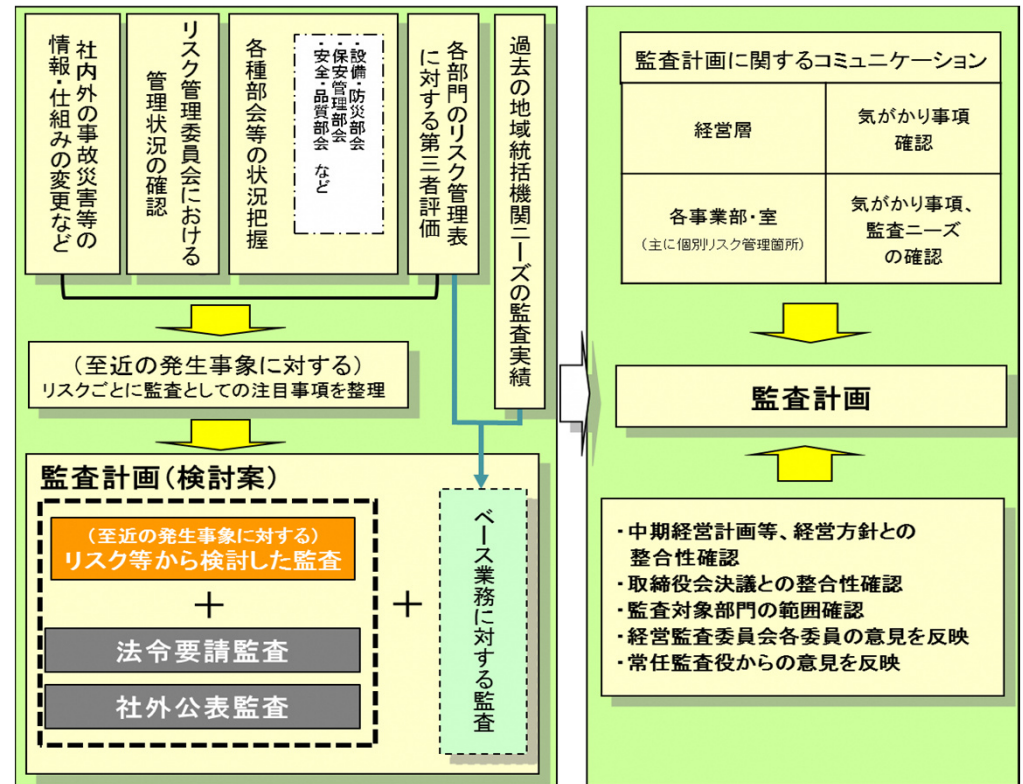 社内外の事故災害等の
情報・仕組みの変更など
リスク管理委員会における
管理状況の確認
各種部会等の状況把握
・設備・防災部会
・保安管理部会
・安全・品質部会 など
各部門のリスク管理表
に対する第三者評価
過去の地域統括機関ニーズの監査実績
(至近の発生事象に対する)
リスクごとに監査としての注目事項を整理
監査計画(検討案)
(至近の発生事象に対する)
リスク等から検討した監査
+
法令要請監査
社外公表監査
+
ベース業務に対する監査
監査計画に関するコミュニケーション
経営層
気がかり事項
確認
各事業部・室
(主に個別リスク管理箇所)
気がかり事項、
監査ニーズ
の確認
監査計画
・中期経営計画等、経営方針との
整合性確認
・取締役会決議との整合性確認
・監査対象部門の範囲確認
・経営監査委員会各委員の意見を反映
・常任監査役からの意見を反映